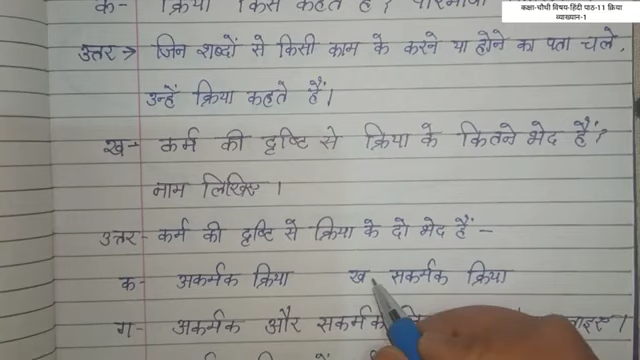 कक्षा-चौथी विषय-हिंदी पाठ-11 क्रिया
व्याख्यान-1
क- क्रिया किसे कहते हैं?
उत्तर→ जिन शब्दों से किसी काम के करने या होने का पता चले,
उन्हें क्रिया कहते हैं।
ख- कर्म की दृष्टि से क्रिया के कितने भेद हैं?
नाम लिखिए।
उत्तर- कर्म की दृष्टि से क्रिया के दो भेद हैं-
क- अकर्मक क्रिया ख सकर्मक क्रिया
ग- अकर्मक और सकर्मक